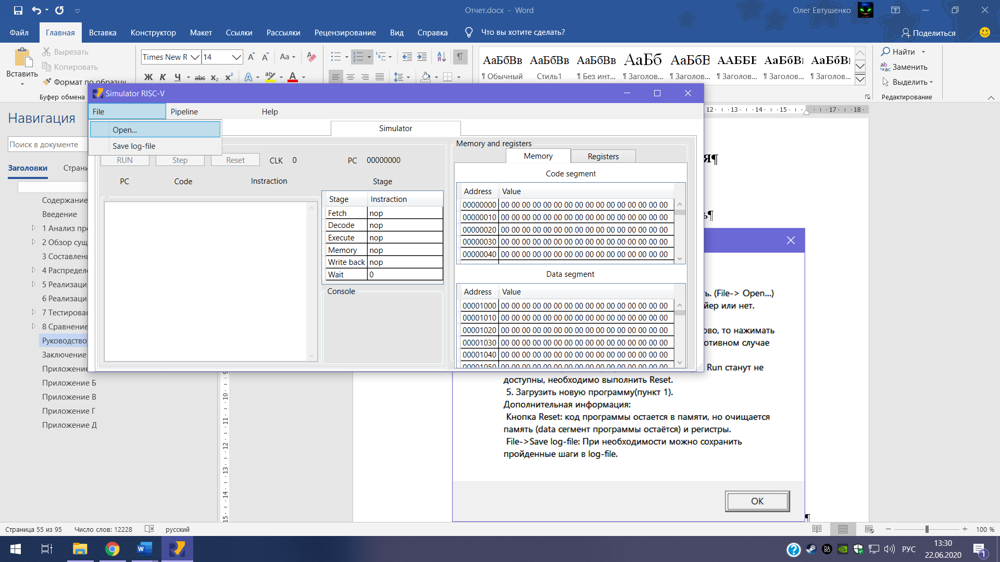 Отчет.docx - Word
Олег Евтушенко
Файл
Главная
Вставка
Конструктор
Макет
Ссылки
Рассылки
Рецензирование
Вид
Справка
Что вы хотите сделать?
Поделиться
Вставить
Вырезать
Копировать
Формат по образцу
Буфер обмена
Times New R
14
Aa
Ж К Ч abc x₂ x²
АаБбВв АаБбВв АаБбВв АаБб АаБбВ
¶ Обычный
Стиль1
¶ Без инт...
¶ Заголов...
¶ Заголов...
¶ Заголов...
¶ Заголов...
¶ Заголов...
Найти
Заменить
Выделить
Редактирование
Simulator RISC-V
File
Pipeline
Help
Open...
Save log-file
Simulator
RUN
Step
Reset
CLK 0
PC 00000000
PC
Code
Instraction
Stage
Stage Instraction
Fetch nop
Decode nop
Execute nop
Memory nop
Write back nop
Wait 0
Console
Memory and registers
Memory
Registers
Code segment
Address Value
00000000 00 00 00 00 00 00 00 00 00 00 00 00 00 00 00 00
00000010 00 00 00 00 00 00 00 00 00 00 00 00 00 00 00 00
00000020 00 00 00 00 00 00 00 00 00 00 00 00 00 00 00 00
00000030 00 00 00 00 00 00 00 00 00 00 00 00 00 00 00 00
00000040 00 00 00 00 00 00 00 00 00 00 00 00 00 00 00 00
Data segment
Address Value
00001000 00 00 00 00 00 00 00 00 00 00 00 00 00 00 00 00
00001010 00 00 00 00 00 00 00 00 00 00 00 00 00 00 00 00
00001020 00 00 00 00 00 00 00 00 00 00 00 00 00 00 00 00
00001030 00 00 00 00 00 00 00 00 00 00 00 00 00 00 00 00
00001040 00 00 00 00 00 00 00 00 00 00 00 00 00 00 00 00
00001050 00 00 00 00 00 00 00 00 00 00 00 00 00 00 00 00
Навигация
Поиск в документе
Заголовки
Страни
Содержание
Введение
1 Анализ пр
2 Обзор сущ
3 Составлени
4 Распредел
5 Реализаци
6 Реализаци
7 Тестирова
8 Сравнение
Руководство
Заключение
Приложение
Приложение Б
Приложение В
Приложение Г
Приложение Д
ь. (File-> Open...)
йер или нет.
ово, то нажимать
отивном случае
Run станут не
доступны, необходимо выполнить Reset.
5. Загрузить новую программу(пункт 1).
Дополнительная информация:
Кнопка Reset: код программы остается в памяти, но очищается
память (data сегмент программы остаётся) и регистры.
File->Save log-file: При необходимости можно сохранить
пройденные шаги в log-file.
OK
Страница 55 из 95
Число слов: 12228
русский
100 %
РУС
13:30
22.06.2020
1